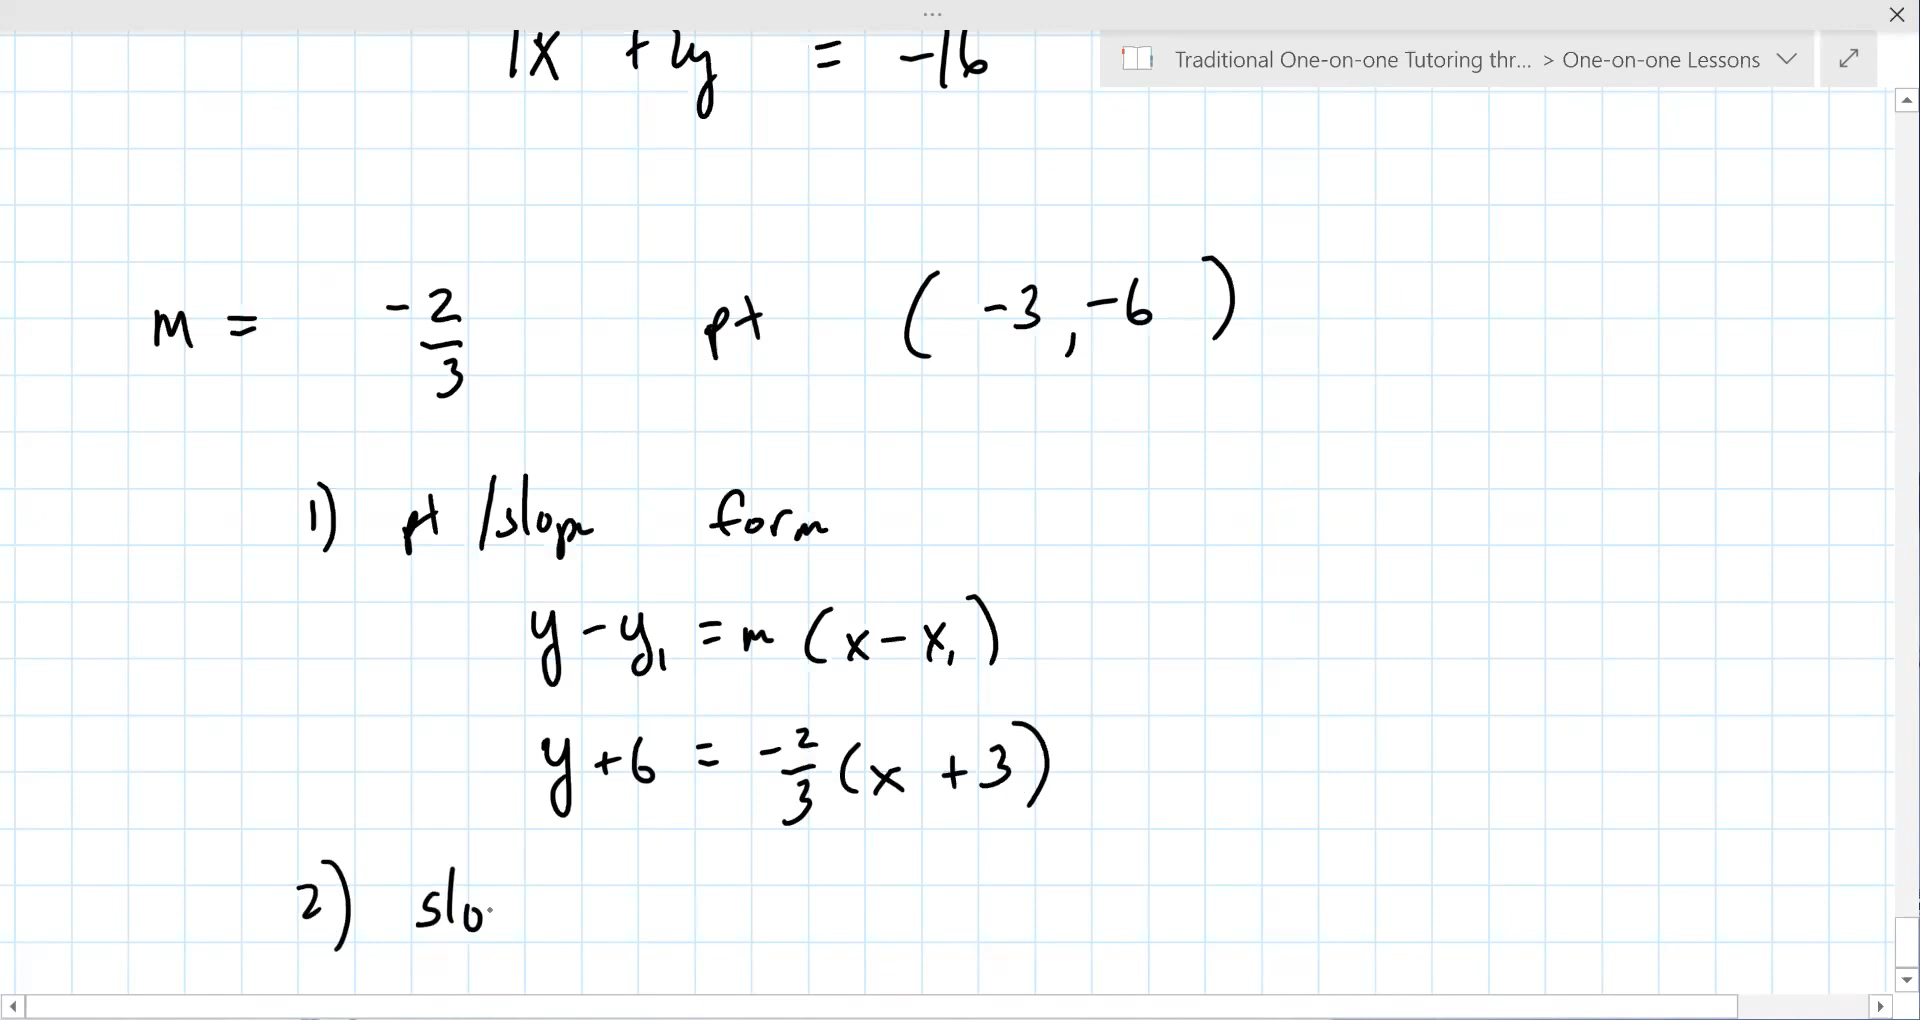 ...
1x + 1y = -16
Traditional One-on-one Tutoring thr... > One-on-one Lessons
m = -2/3 pt ( -3, -6 )
1) pt /slope form
y - y₁ = m (x - x₁)
y + 6 = -2/3 (x + 3)
2) slo